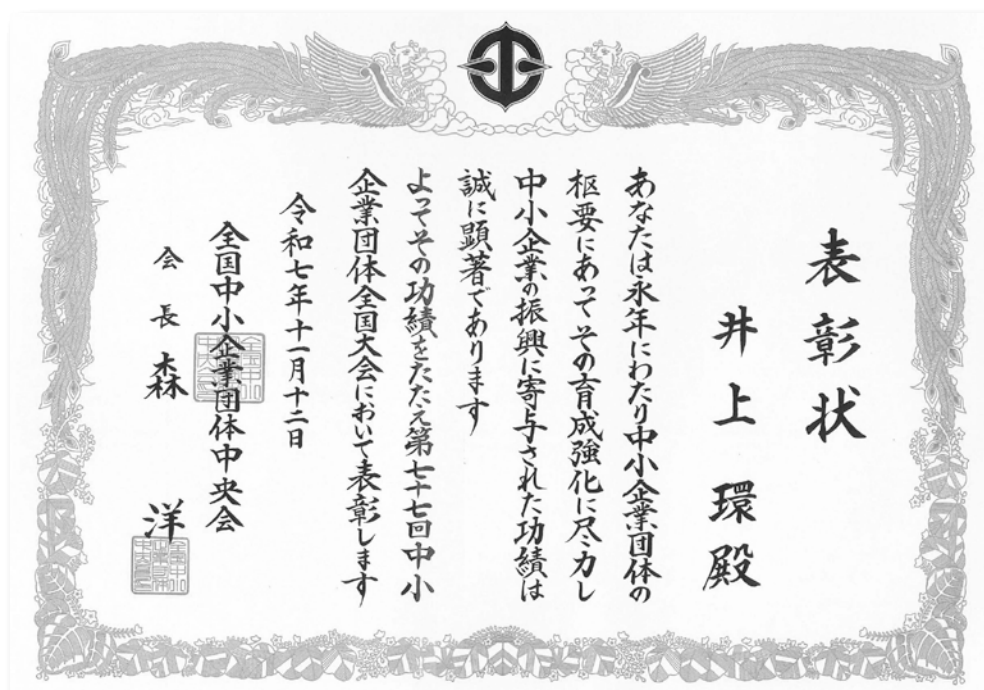 表彰状
井上環殿
あなたは永年にわたり中小企業団体の
枢要にあってその育成強化に尽力し
中小企業の振興に寄与された功績は
誠に顕著であります
よってその功績をたたえ第七十七回中小
企業団体全国大会において表彰します
令和七年十一月十二日
全国中小企業団体中央会
会長 森 洋